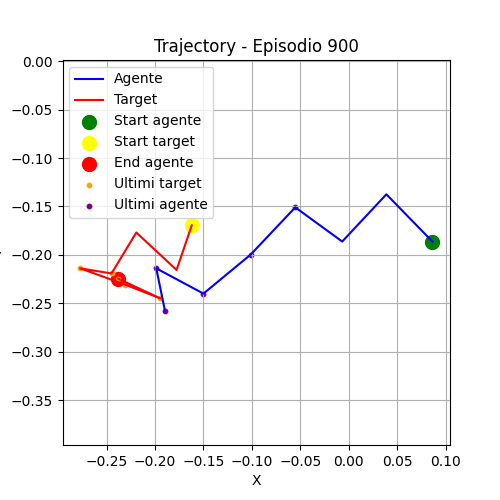 Trajectory - Episodio 900
Agente
Target
Start agente
Start target
End agente
Ultimi target
Ultimi agente
0.00
−0.05
−0.10
−0.15
−0.20
−0.25
−0.30
−0.35
−0.25
−0.20
−0.15
−0.10
−0.05
0.00
0.05
0.10
X